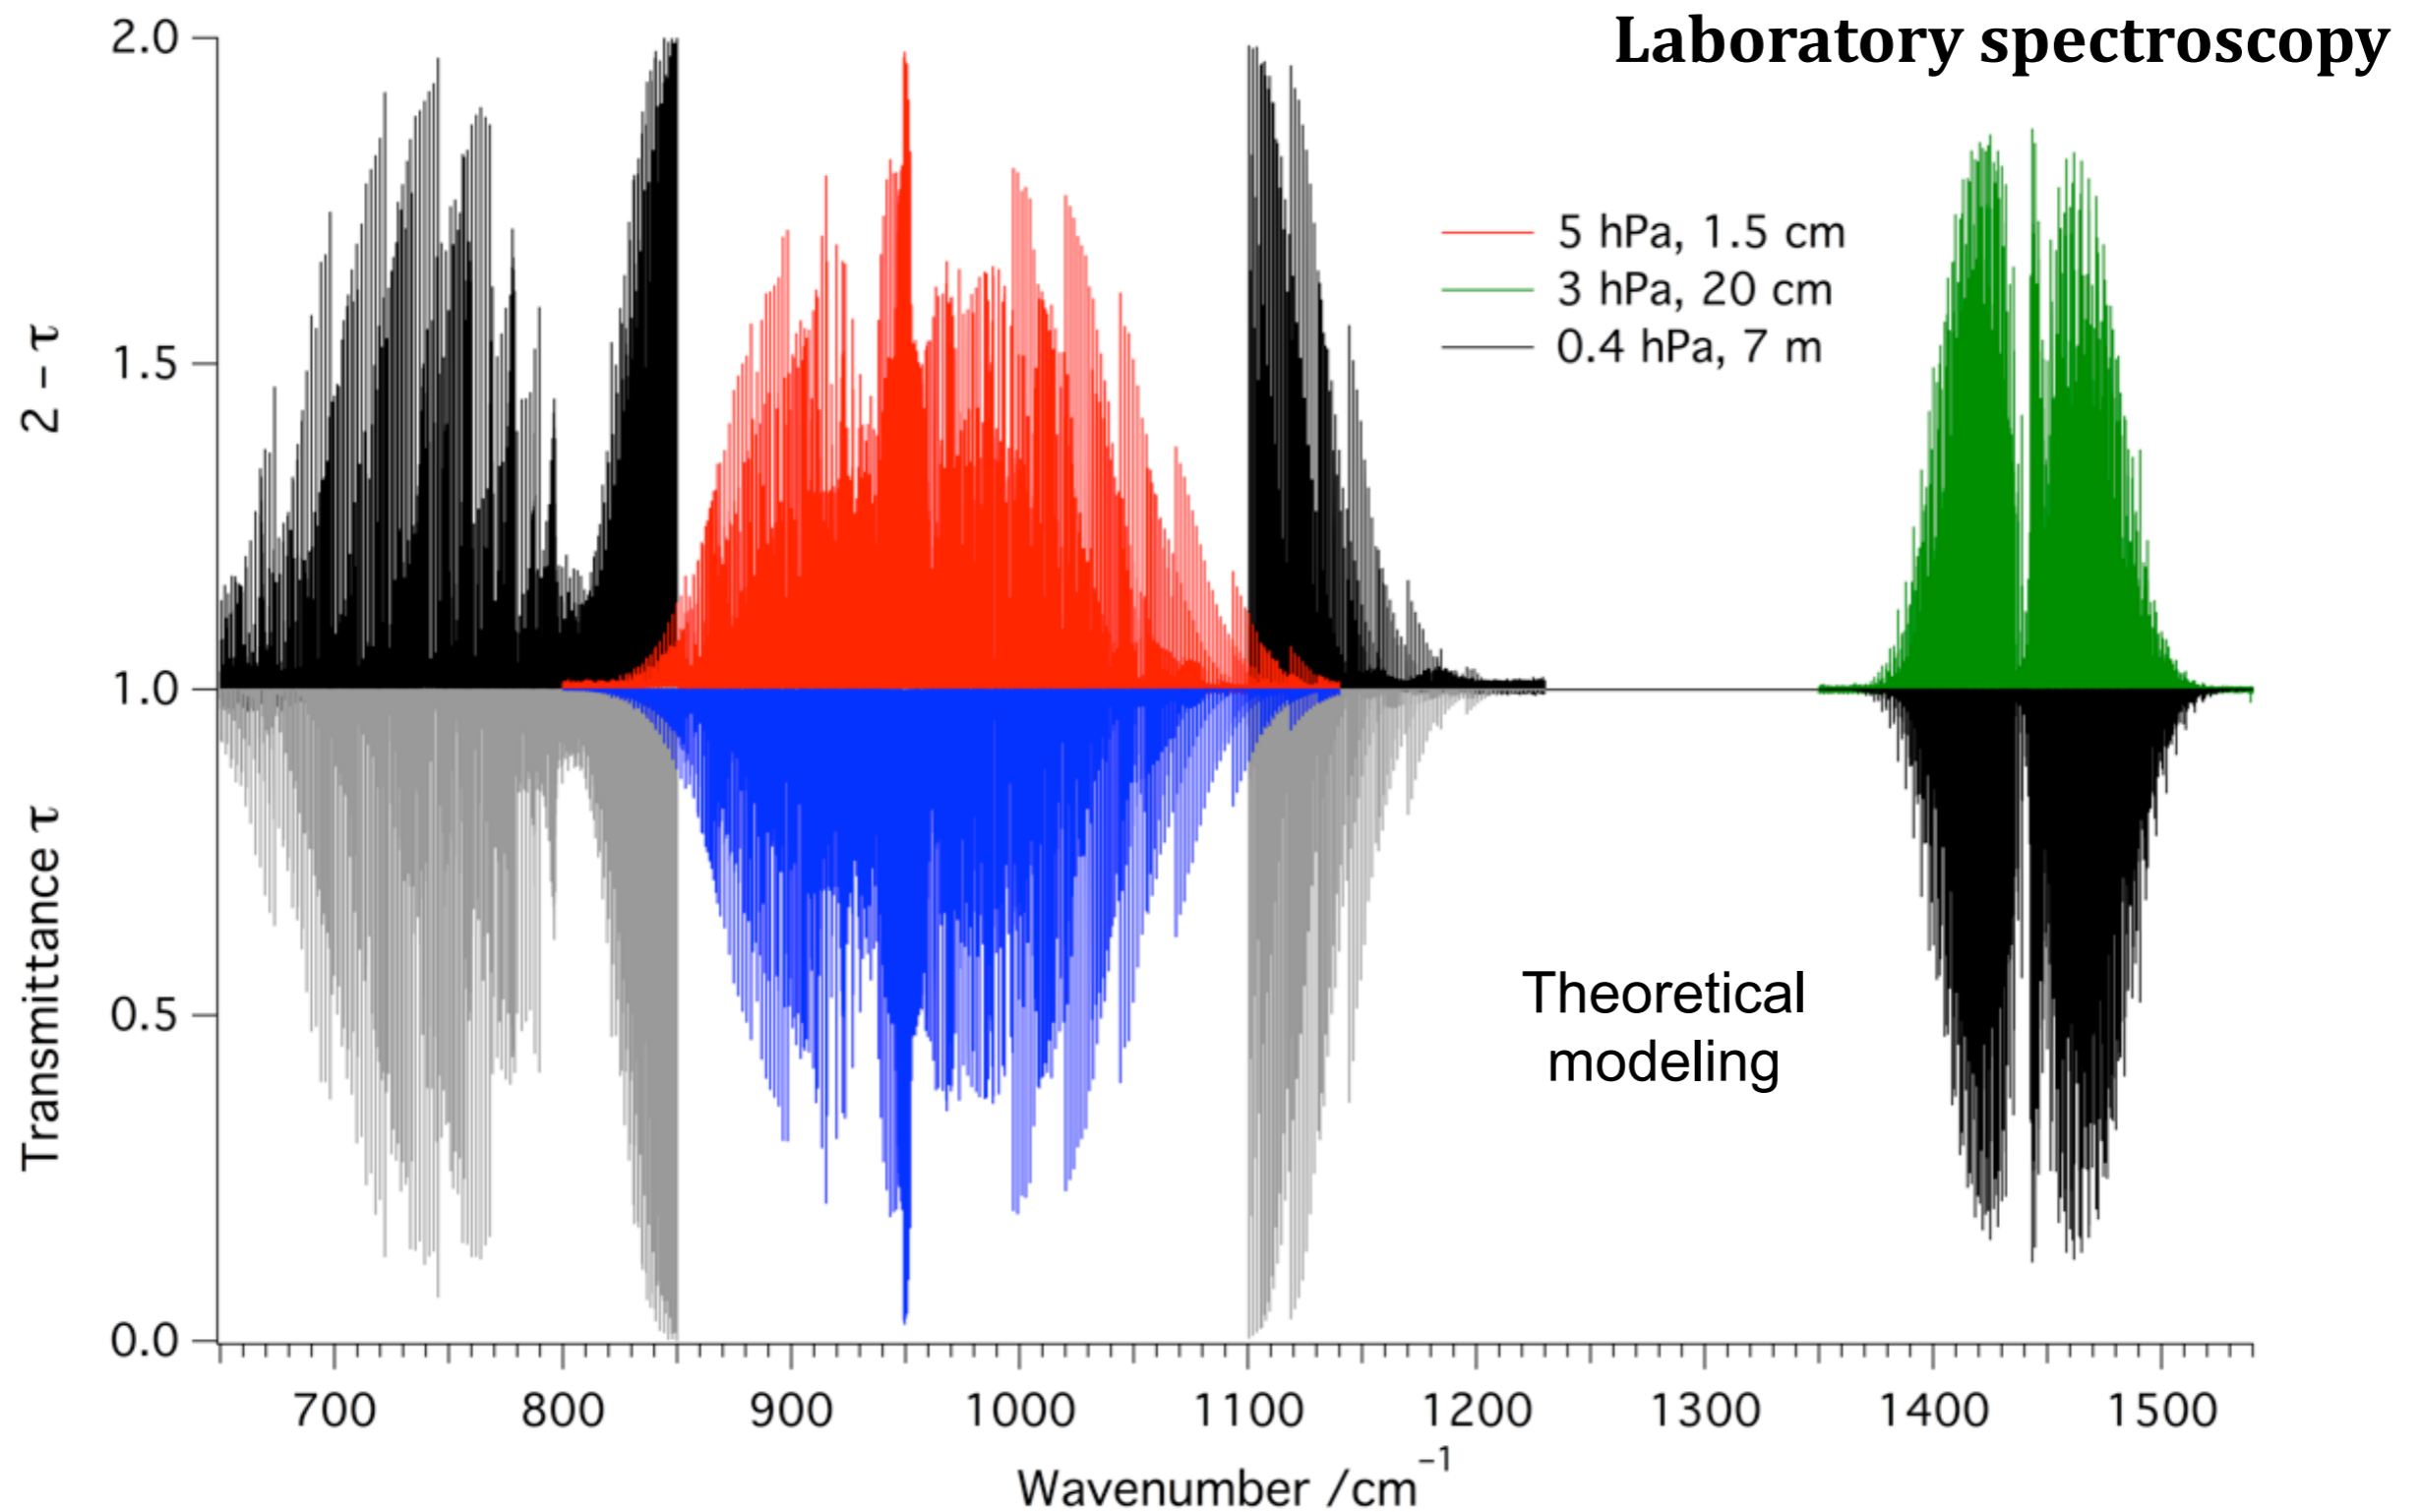 Laboratory spectroscopy
2.0
1.5
1.0
0.5
0.0
2 – τ
Transmittance τ
5 hPa, 1.5 cm
3 hPa, 20 cm
0.4 hPa, 7 m
Theoretical
modeling
700 800 900 1000 1100 1200 1300 1400 1500
Wavenumber /cm⁻¹